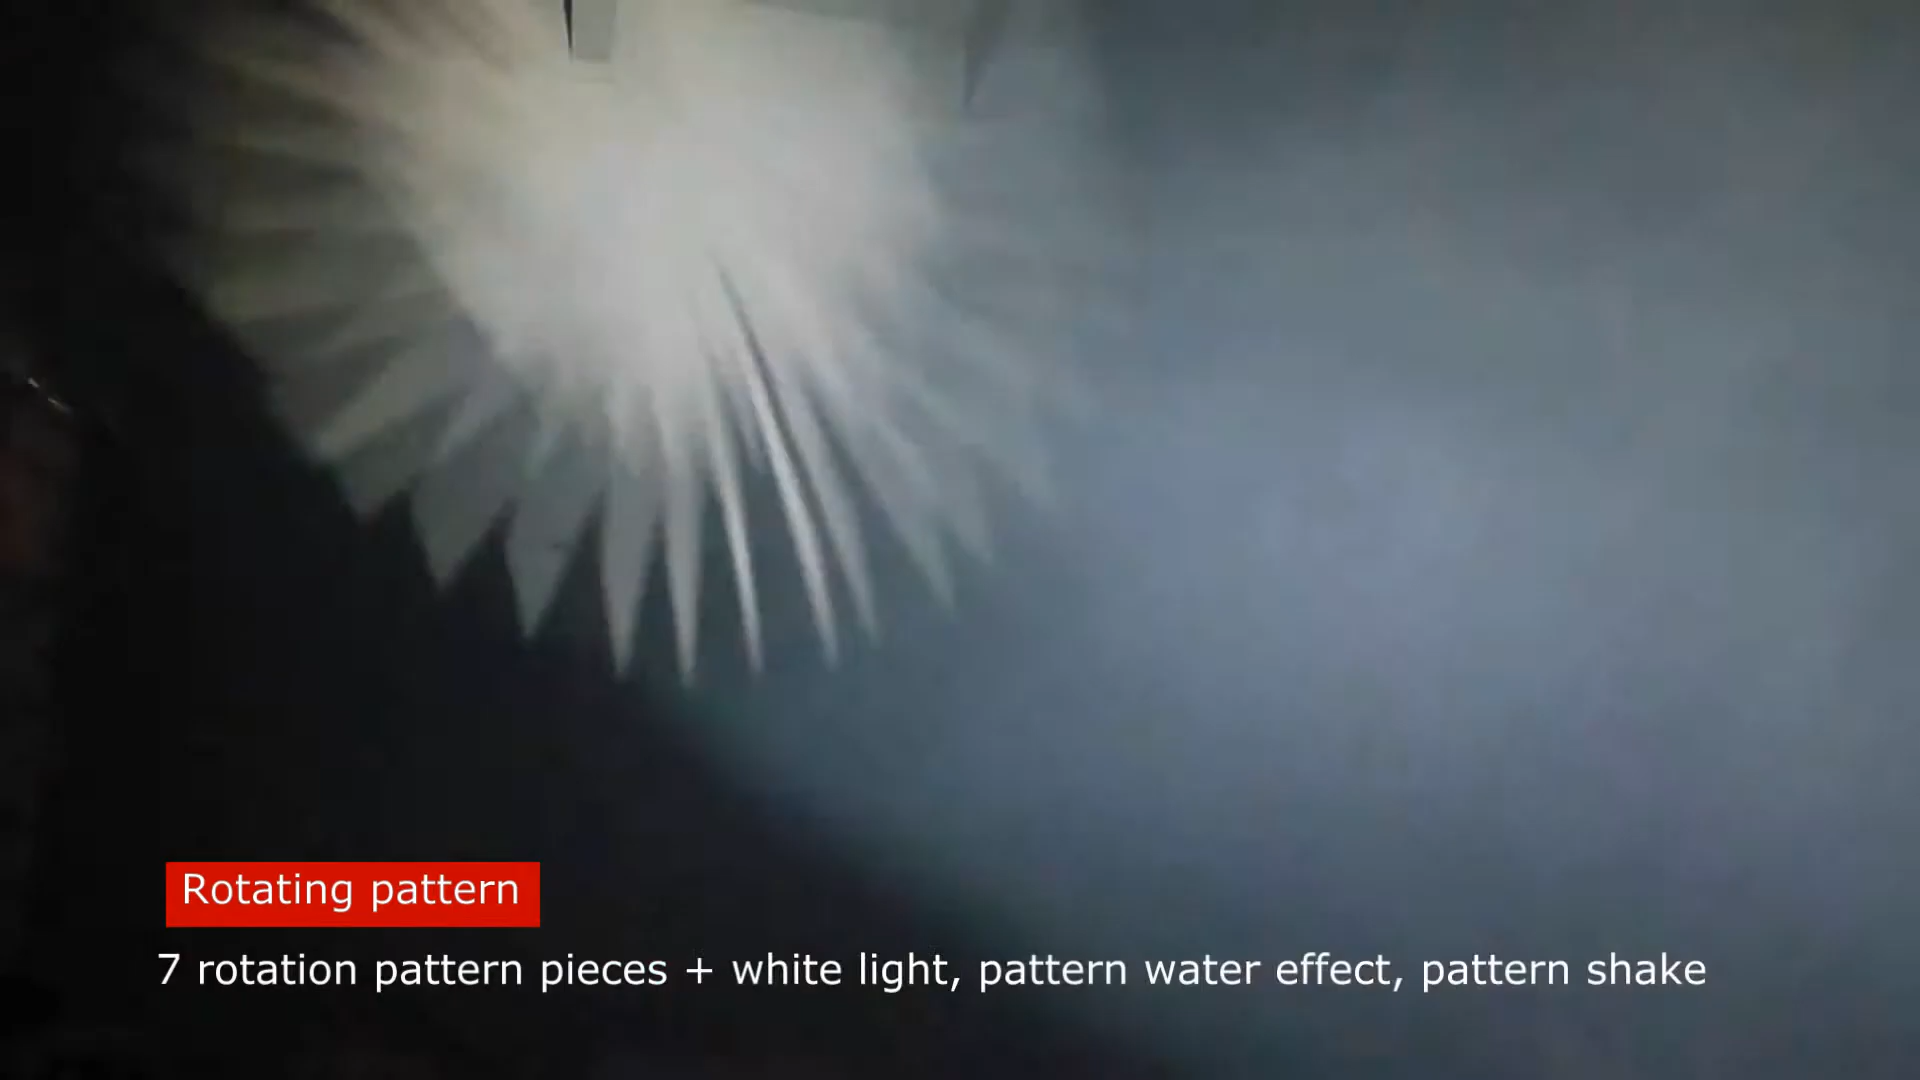 Rotating pattern
7 rotation pattern pieces + white light, pattern water effect, pattern shake